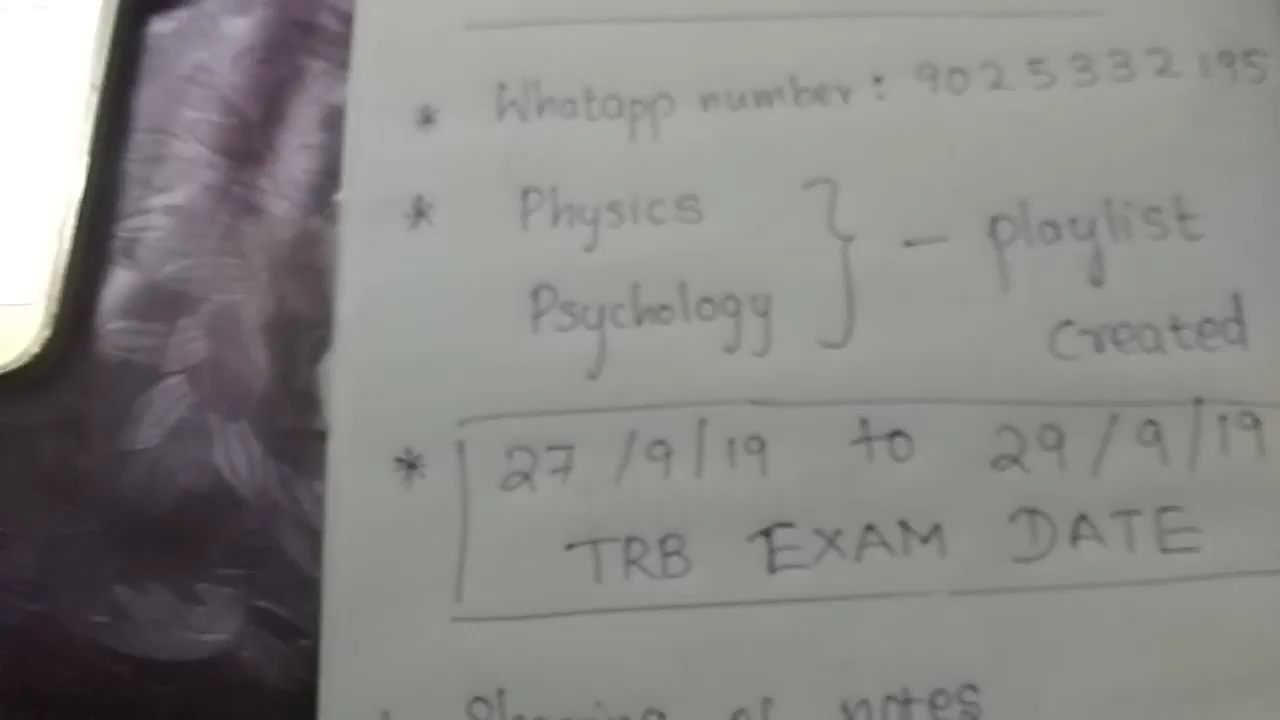 * Whatapp number: 9025332195
* Physics } - playlist
Psychology created
* 27/9/19 to 29/9/19
TRB EXAM DATE
of notes